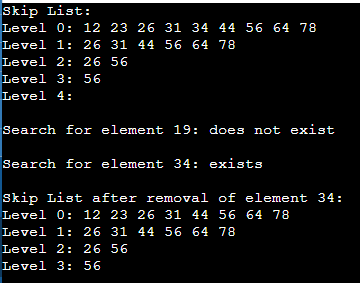 Skip List:
Level 0: 12 23 26 31 34 44 56 64 78
Level 1: 26 31 44 56 64 78
Level 2: 26 56
Level 3: 56
Level 4:
Search for element 19: does not exist
Search for element 34: exists
Skip List after removal of element 34:
Level 0: 12 23 26 31 44 56 64 78
Level 1: 26 31 44 56 64 78
Level 2: 26 56
Level 3: 56